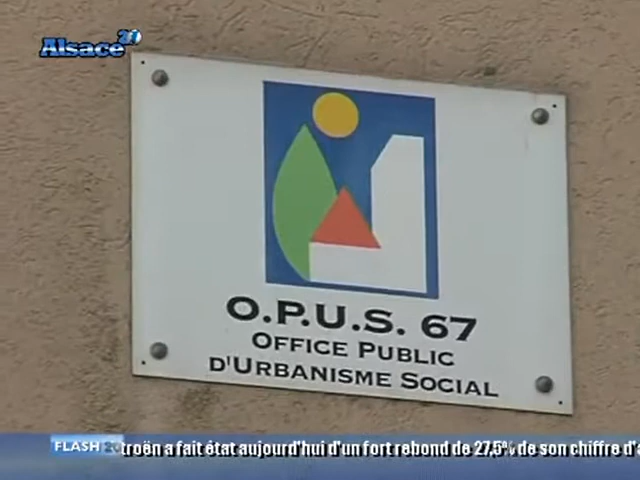 Alsace 20
O.P.U.S. 67
OFFICE PUBLIC
D'URBANISME SOCIAL
FLASH 20 troën a fait état aujourd'hui d'un fort rebond de 27,5% de son chiffre d'a